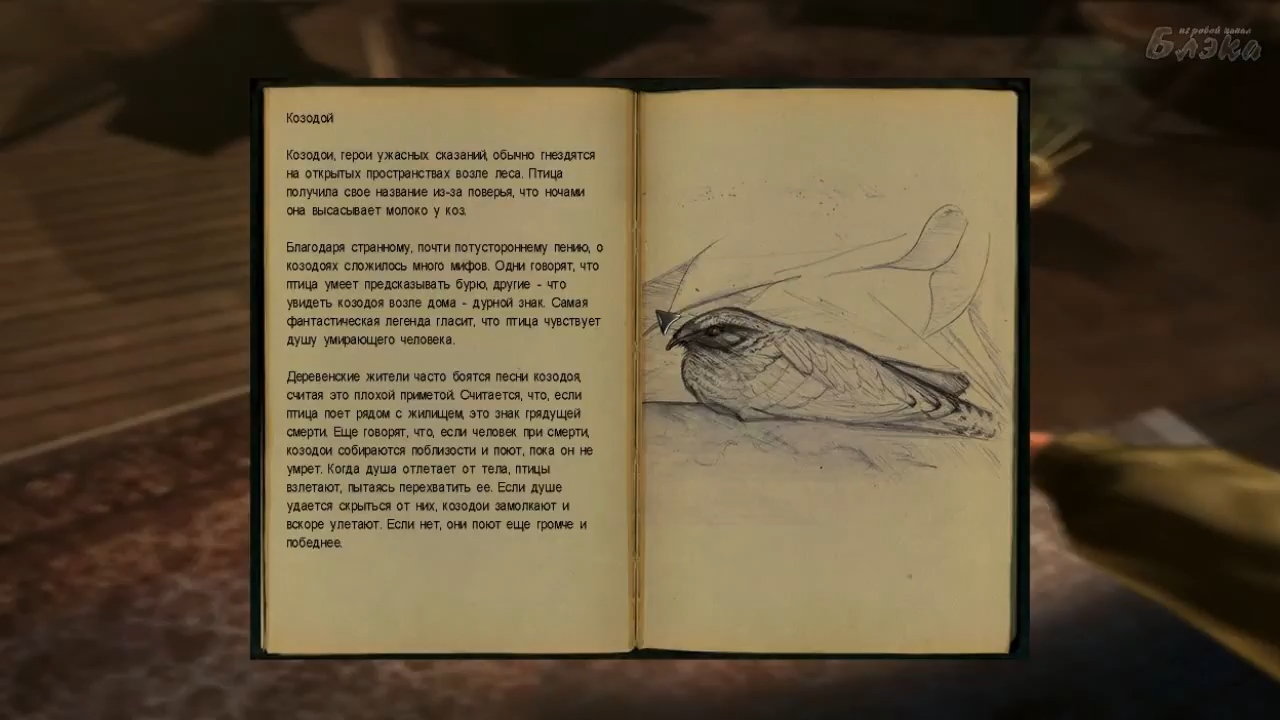 игровой канал
Блэка
Козодой
Козодои, герои ужасных сказаний, обычно гнездятся
на открытых пространствах возле леса. Птица
получила свое название из-за поверья, что ночами
она высасывает молоко у коз.
Благодаря странному, почти потустороннему пению, о
козодоях сложилось много мифов. Одни говорят, что
птица умеет предсказывать бурю, другие - что
увидеть козодоя возле дома - дурной знак. Самая
фантастическая легенда гласит, что птица чувствует
душу умирающего человека.
Деревенские жители часто боятся песни козодоя,
считая это плохой приметой. Считается, что, если
птица поет рядом с жилищем, это знак грядущей
смерти. Еще говорят, что, если человек при смерти,
козодои собираются поблизости и поют, пока он не
умрет. Когда душа отлетает от тела, птицы
взлетают, пытаясь перехватить ее. Если душе
удается скрыться от них, козодои замолкают и
вскоре улетают. Если нет, они поют еще громче и
победнее.